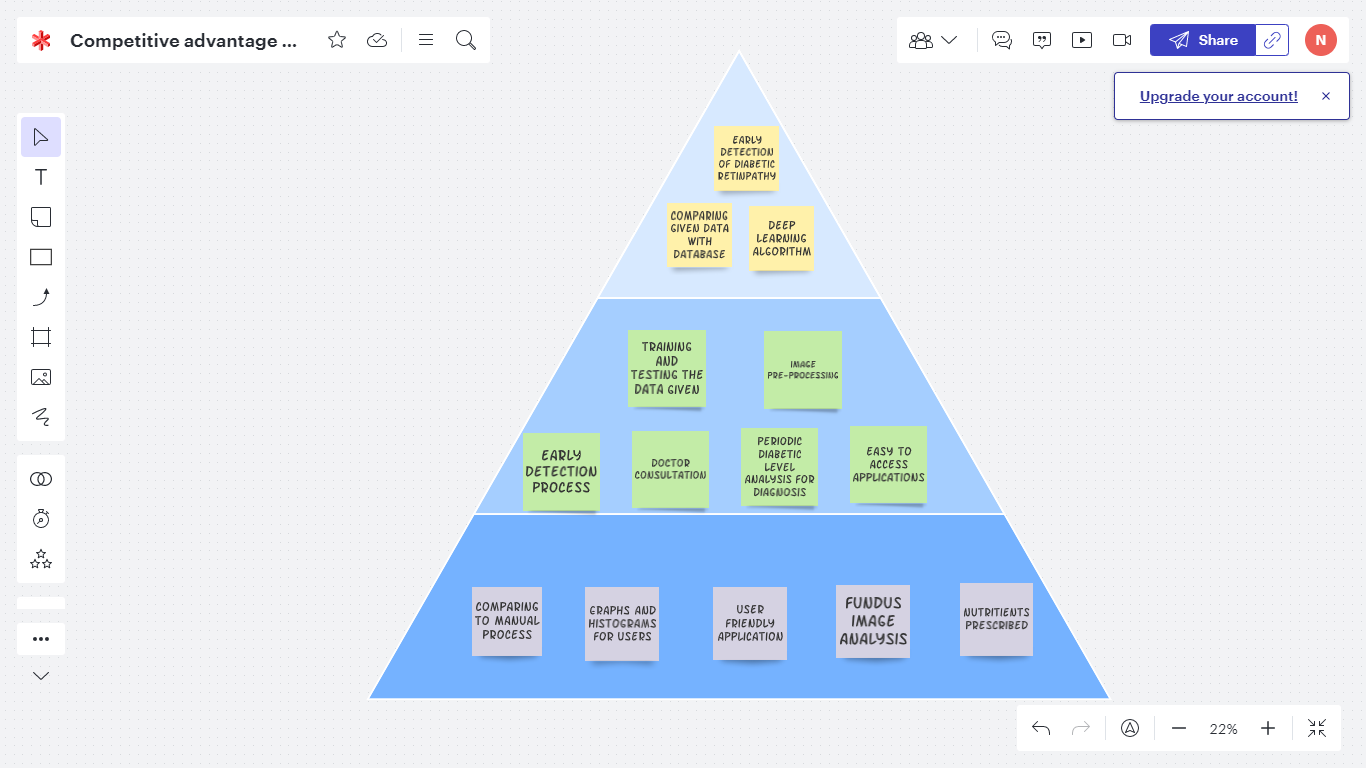 Competitive advantage ...
Share
N
Upgrade your account!
T
EARLY
DETECTION
OF DIABETIC
RETINPATHY
COMPARING
GIVEN DATA
WITH
DATABASE
DEEP
LEARNING
ALGORITHM
TRAINING
AND
TESTING THE
DATA GIVEN
IMAGE
PRE-PROCESSING
EARLY
DETECTION
PROCESS
DOCTOR
CONSULTATION
PERIODIC
DIABETIC
LEVEL
ANALYSIS FOR
DIAGNOSIS
EASY TO
ACCESS
APPLICATIONS
COMPARING
TO MANUAL
PROCESS
GRAPHS AND
HISTOGRAMS
FOR USERS
USER
FRIENDLY
APPLICATION
FUNDUS
IMAGE
ANALYSIS
NUTRITIENTS
PRESCRIBED
22%